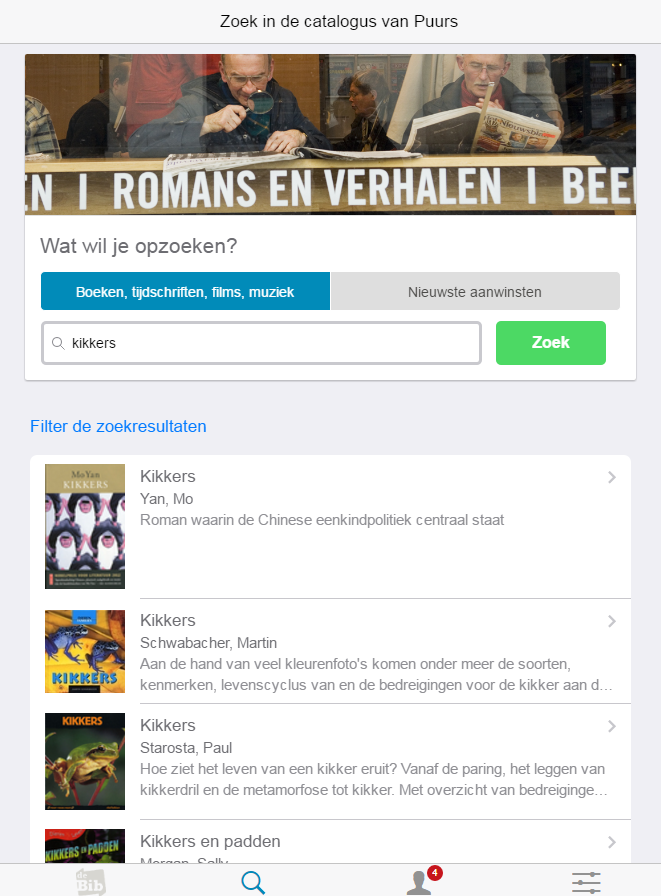 Zoek in de catalogus van Puurs
EN I ROMANS EN VERHALEN I BEE
Nieuwsbla
Wat wil je opzoeken?
Boeken, tijdschriften, films, muziek
Nieuwste aanwinsten
kikkers
Zoek
Filter de zoekresultaten
Mo Yan
KIKKERS
Kikkers
Yan, Mo
Roman waarin de Chinese eenkindpolitiek centraal staat
KIKKERS
Kikkers
Schwabacher, Martin
Aan de hand van veel kleurenfoto's komen onder meer de soorten,
kenmerken, levenscyclus van en de bedreigingen voor de kikker aan d...
KIKKERS
Kikkers
Starosta, Paul
Hoe ziet het leven van een kikker eruit? Vanaf de paring, het leggen van
kikkerdril en de metamorfose tot kikker. Met overzicht van bedreiginge...
KIKKERS EN PADDEN
Kikkers en padden
Morgan, Sally
de Bib
4